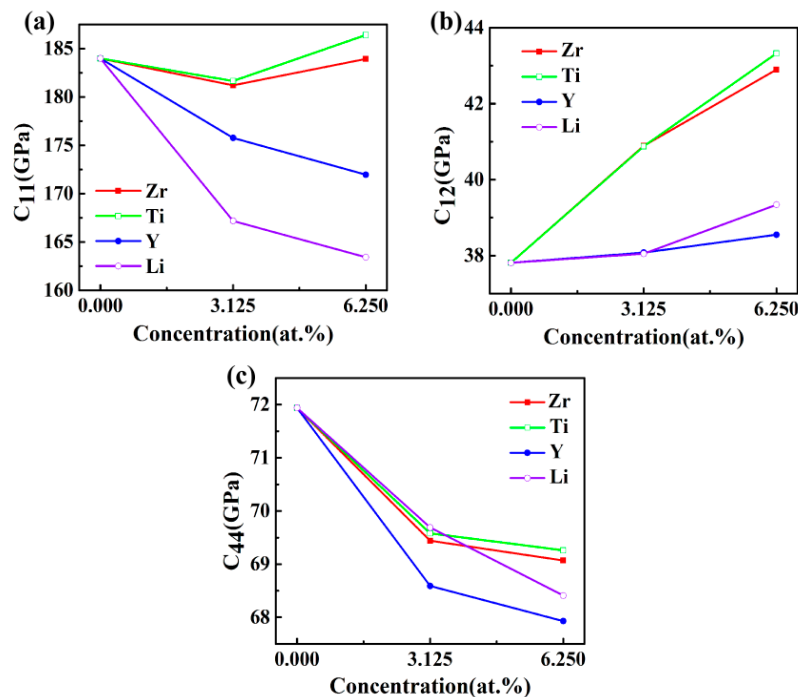 (a)
185
180
175
170
165
160
C11(GPa)
Zr
Ti
Y
Li
0.000 3.125 6.250
Concentration(at.%)
(b)
44
42
40
38
C12(GPa)
Zr
Ti
Y
Li
0.000 3.125 6.250
Concentration(at.%)
(c)
72
71
70
69
68
C44(GPa)
Zr
Ti
Y
Li
0.000 3.125 6.250
Concentration(at.%)